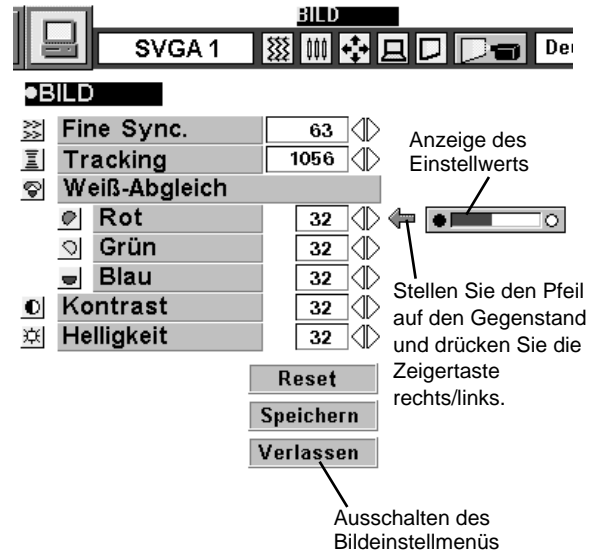 BILD
SVGA 1
De
BILD
Fine Sync. 63
Tracking 1056
Weiß-Abgleich
Rot 32
Grün 32
Blau 32
Kontrast 32
Helligkeit 32
Reset
Speichern
Verlassen
Anzeige des
Einstellwerts
Stellen Sie den Pfeil
auf den Gegenstand
und drücken Sie die
Zeigertaste
rechts/links.
Ausschalten des
Bildeinstellmenüs